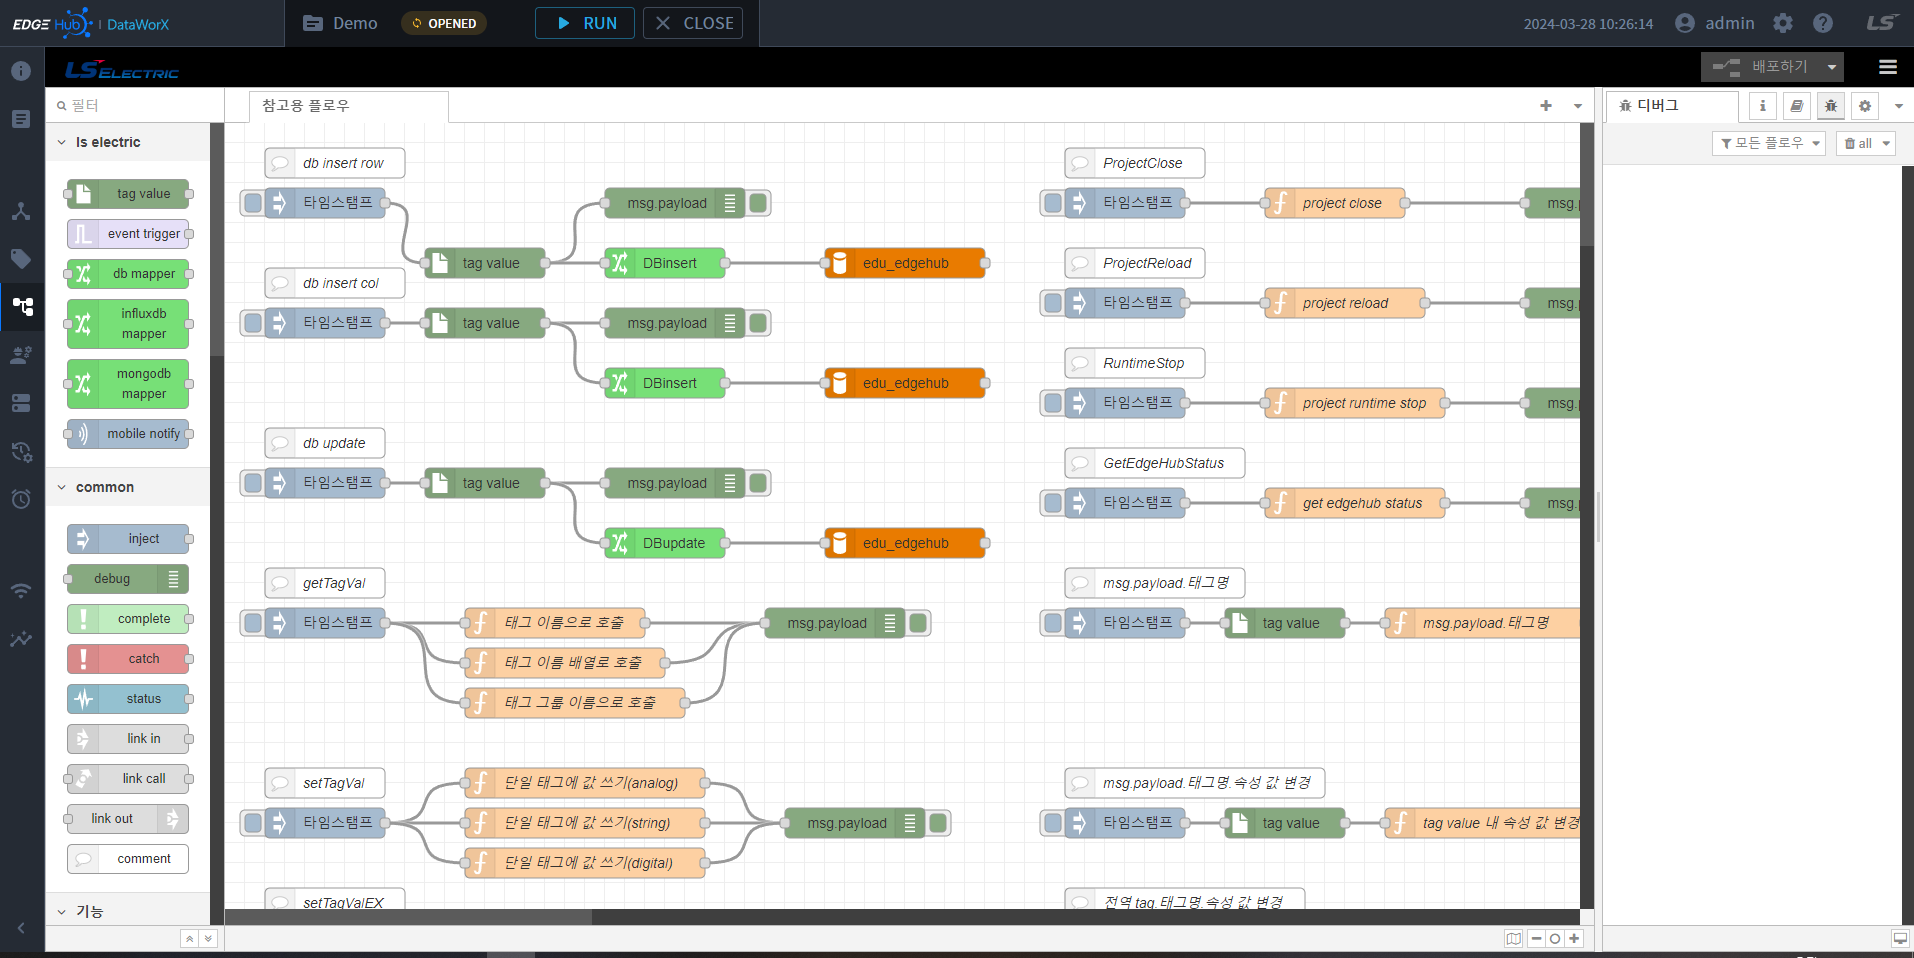 EDGE Hub | DataWorX
Demo
OPENED
RUN
CLOSE
2024-03-28 10:26:14
admin
LS
LS ELECTRIC
배포하기
필터
참고용 플로우
디버그
모든 플로우
all
ls electric
tag value
event trigger
db mapper
influxdb
mapper
mongodb
mapper
mobile notify
common
inject
debug
complete
catch
status
link in
link call
link out
comment
기능
db insert row
타임스탬프
msg.payload
tag value
DBinsert
edu_edgehub
db insert col
타임스탬프
tag value
msg.payload
DBinsert
edu_edgehub
db update
타임스탬프
tag value
msg.payload
DBupdate
edu_edgehub
getTagVal
타임스탬프
태그 이름으로 호출
msg.payload
태그 이름 배열로 호출
태그 그룹 이름으로 호출
setTagVal
단일 태그에 값 쓰기(analog)
타임스탬프
단일 태그에 값 쓰기(string)
msg.payload
단일 태그에 값 쓰기(digital)
setTagValEX
ProjectClose
타임스탬프
project close
msg.
ProjectReload
타임스탬프
project reload
msg.
RuntimeStop
타임스탬프
project runtime stop
msg.
GetEdgeHubStatus
타임스탬프
get edgehub status
msg.
msg.payload.태그명
타임스탬프
tag value
msg.payload.태그명
msg.payload.태그명.속성 값 변경
타임스탬프
tag value
tag value 내 속성 값 변경
전역 tag.태그명.속성 값 변경